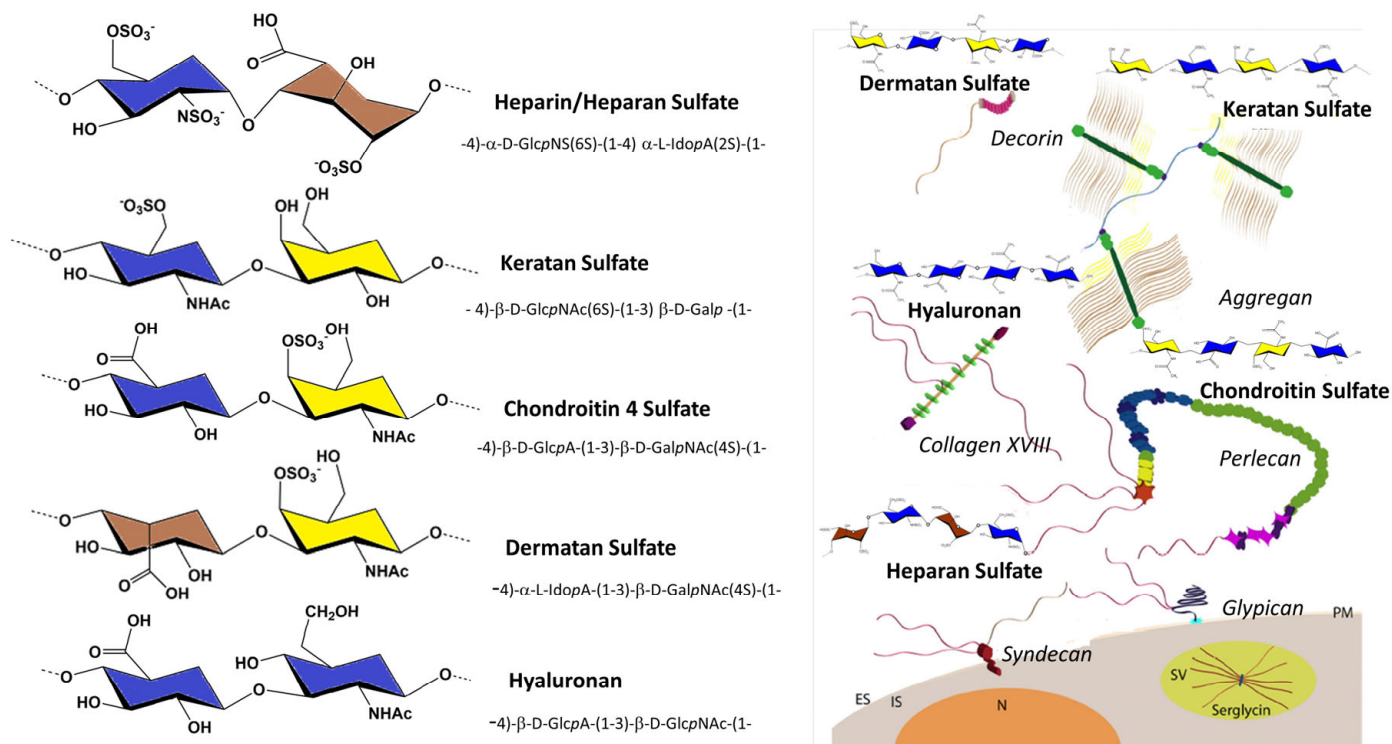 OSO₃⁻
HO
O
O
OH
O
O
O
HO
NSO₃⁻
⁻O₃SO
Heparin/Heparan Sulfate
-4)-α-D-GlcpNS(6S)-(1-4) α-L-IdopA(2S)-(1-
⁻O₃SO
OH
OH
O
O
O
HO
NHAc
OH
Keratan Sulfate
- 4)-β-D-GlcpNAc(6S)-(1-3) β-D-Galp -(1-
OH
O
OSO₃⁻
HO
O
O
O
HO
OH
NHAc
Chondroitin 4 Sulfate
-4)-β-D-GlcpA-(1-3)-β-D-GalpNAc(4S)-(1-
HO
OSO₃⁻
O
O
O
HO
OH
NHAc
O
OH
Dermatan Sulfate
-4)-α-L-IdopA-(1-3)-β-D-GalpNAc(4S)-(1-
OH
O
CH₂OH
O
HO
O
O
HO
OH
NHAc
Hyaluronan
-4)-β-D-GlcpA-(1-3)-β-D-GlcpNAc-(1-
Dermatan Sulfate
Keratan Sulfate
Decorin
Hyaluronan
Aggregan
Chondroitin Sulfate
Collagen XVIII
Perlecan
Heparan Sulfate
Glypican
PM
Syndecan
SV
ES
IS
N
Serglycin